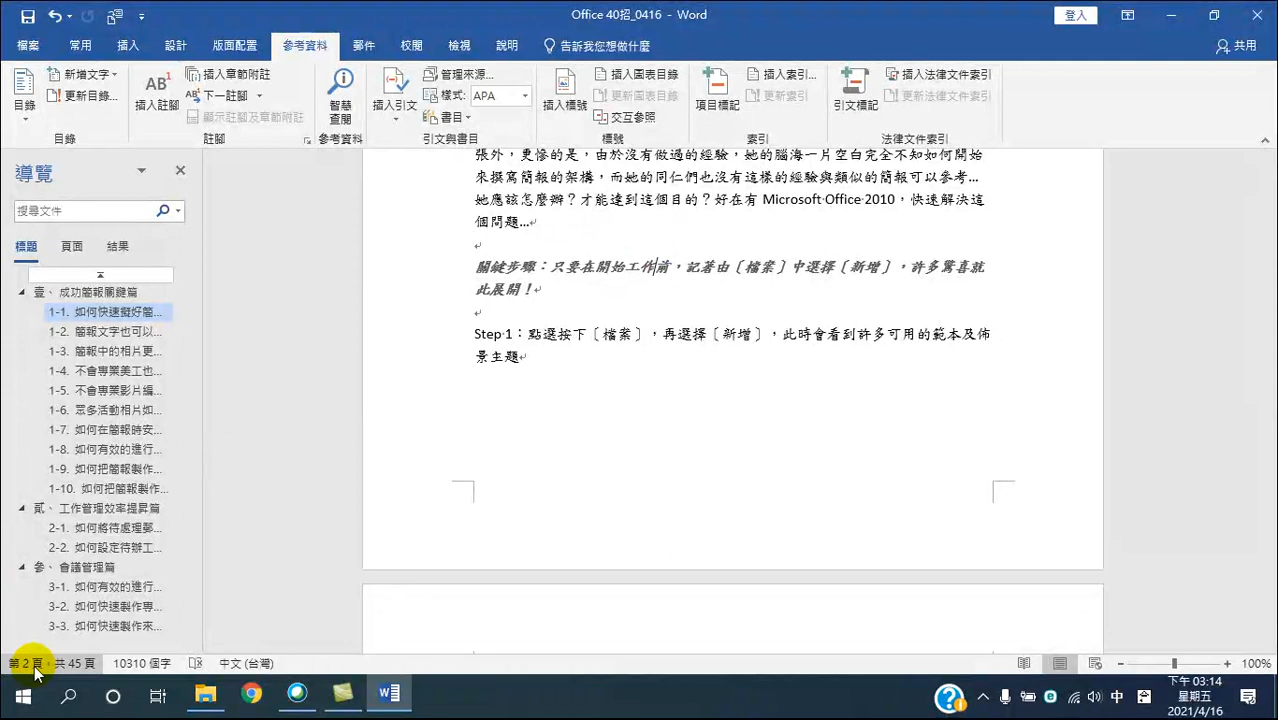 Office 40招_0416 - Word
登入
檔案 常用 插入 設計 版面配置 參考資料 郵件 校閱 檢視 說明 告訴我您想做什麼 共用
目錄 新增文字 更新目錄...
目錄
AB¹ 插入註腳 插入章節附註 下一註腳 顯示註腳及章節附註
註腳
智慧查閱
參考資料
插入引文 管理來源... 樣式: APA 書目
引文與書目
插入標號 插入圖表目錄 更新圖表目錄 交互參照
標號
項目標記 插入索引... 更新索引
索引
引文標記 插入法律文件索引 更新法律文件索引
法律文件索引
導覽
搜尋文件
標題 頁面 結果
壹、 成功簡報關鍵篇
1-1. 如何快速擬好簡...
1-2. 簡報文字也可以...
1-3. 簡報中的相片更...
1-4. 不會專業美工也...
1-5. 不會專業影片編...
1-6. 眾多活動相片如...
1-7. 如何在簡報時安...
1-8. 如何有效的進行...
1-9. 如何把簡報製作...
1-10. 如何把簡報製作...
貳、 工作管理效率提昇篇
2-1. 如何將待處理郵...
2-2. 如何設定待辦工...
參、 會議管理篇
3-1. 如何有效的進行...
3-2. 如何快速製作專...
3-3. 如何快速製作來...
張外，更慘的是，由於沒有做過的經驗，她的腦海一片空白完全不知如何開始
來撰寫簡報的架構，而她的同仁們也沒有這樣的經驗與類似的簡報可以參考...
她應該怎麼辦？才能達到這個目的？好在有 Microsoft·Office·2010，快速解決這
個問題...
關鍵步驟：只要在開始工作前，記著由〔檔案〕中選擇〔新增〕，許多驚喜就
此展開！
Step·1：點選按下〔檔案〕，再選擇〔新增〕，此時會看到許多可用的範本及佈
景主題
第 2 頁，共 45 頁 10310 個字 中文 (台灣) 100%
中
下午 03:14
星期五
2021/4/16